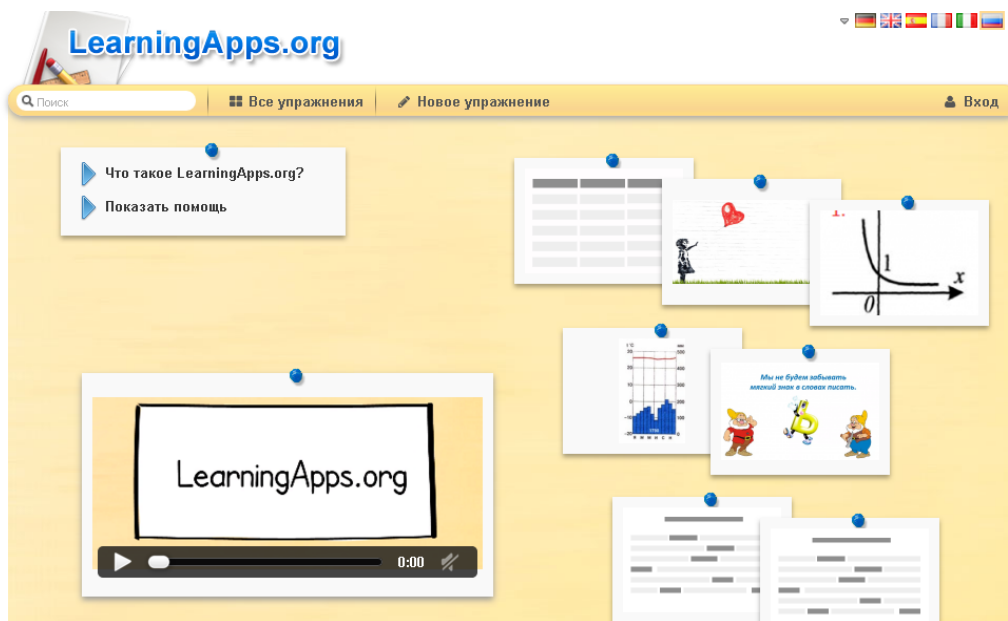 LearningApps.org
Поиск
Все упражнения
Новое упражнение
Вход
Что такое LearningApps.org?
Показать помощь
1.
1
x
0
Мы не будем забывать
мягкий знак в словах писать.
LearningApps.org
0:00